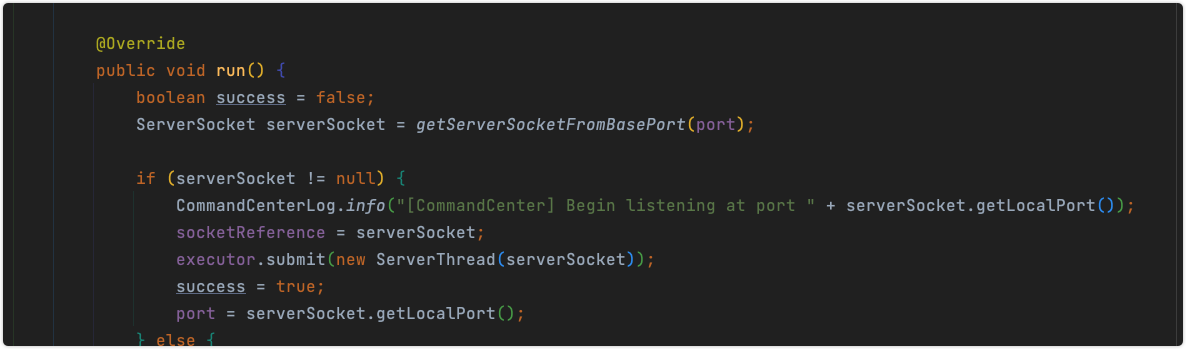 @Override
public void run() {
boolean success = false;
ServerSocket serverSocket = getServerSocketFromBasePort(port);
if (serverSocket != null) {
CommandCenterLog.info("[CommandCenter] Begin listening at port " + serverSocket.getLocalPort());
socketReference = serverSocket;
executor.submit(new ServerThread(serverSocket));
success = true;
port = serverSocket.getLocalPort();
} else {